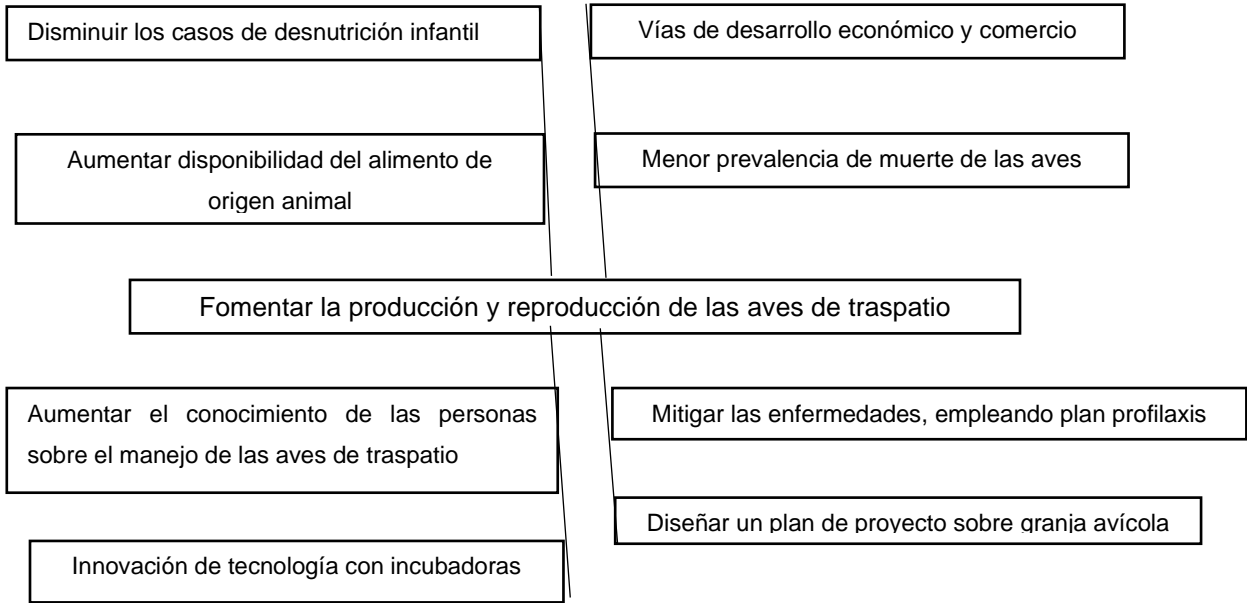 Disminuir los casos de desnutrición infantil
Vías de desarrollo económico y comercio
Aumentar disponibilidad del alimento de
origen animal
Menor prevalencia de muerte de las aves
Fomentar la producción y reproducción de las aves de traspatio
Aumentar el conocimiento de las personas
sobre el manejo de las aves de traspatio
Mitigar las enfermedades, empleando plan profilaxis
Diseñar un plan de proyecto sobre granja avícola
Innovación de tecnología con incubadoras